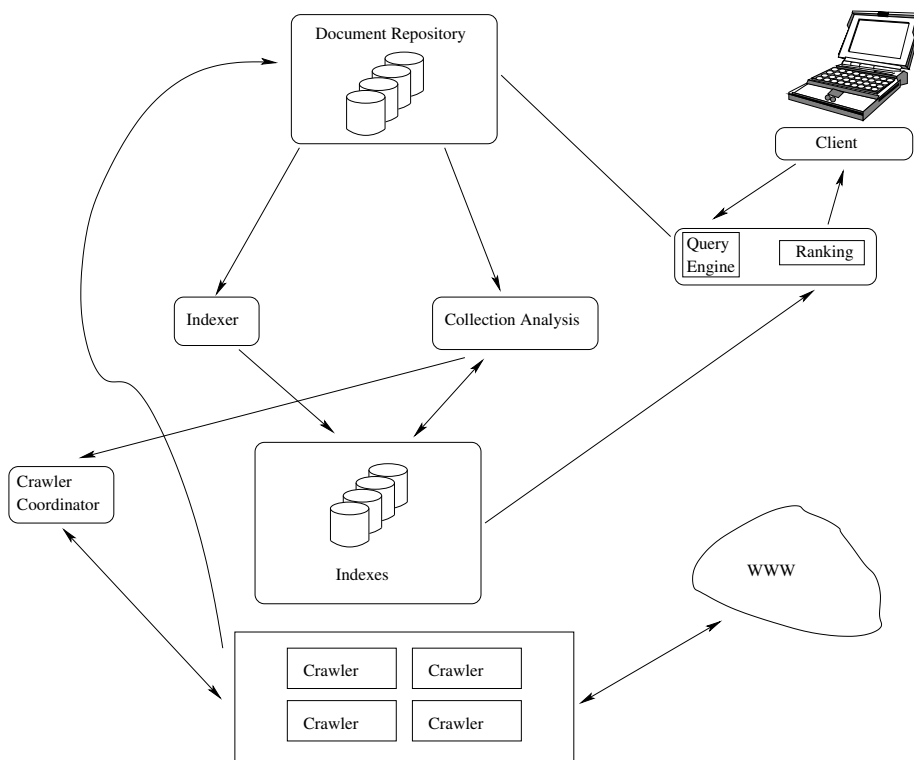 Document Repository
Client
Query
Engine
Ranking
Indexer
Collection Analysis
Crawler
Coordinator
Indexes
WWW
Crawler
Crawler
Crawler
Crawler